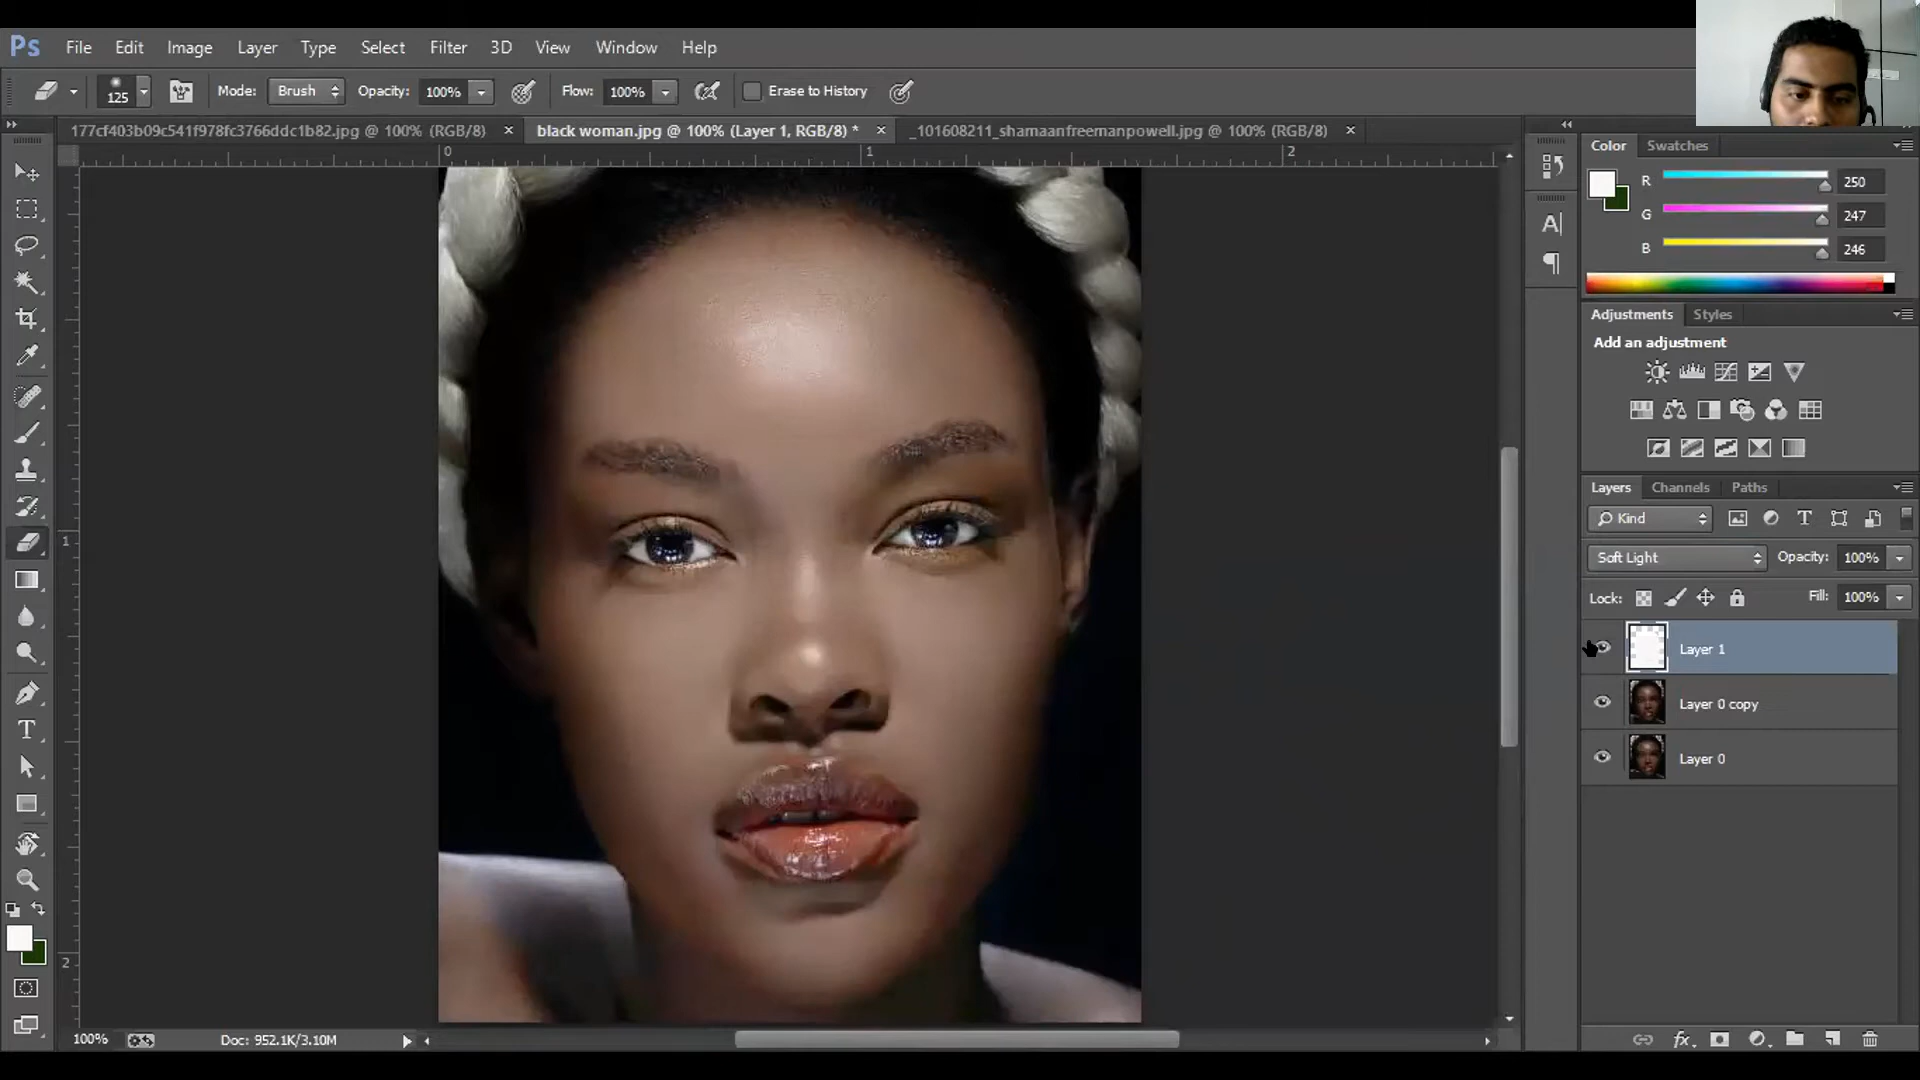 Ps File Edit Image Layer Type Select Filter 3D View Window Help
125 Mode: Brush Opacity: 100% Flow: 100% Erase to History
177cf403b09c541f978fc3766ddc1b82.jpg @ 100% (RGB/8) × black woman.jpg @ 100% (Layer 1, RGB/8) * × _101608211_shamaanfreemanpowell.jpg @ 100% (RGB/8) ×
0 1 2
1
2
Color Swatches
R 250
G 247
B 246
Adjustments Styles
Add an adjustment
Layers Channels Paths
Kind
Soft Light Opacity: 100%
Lock: Fill: 100%
Layer 1
Layer 0 copy
Layer 0
100% Doc: 952.1K/3.10M